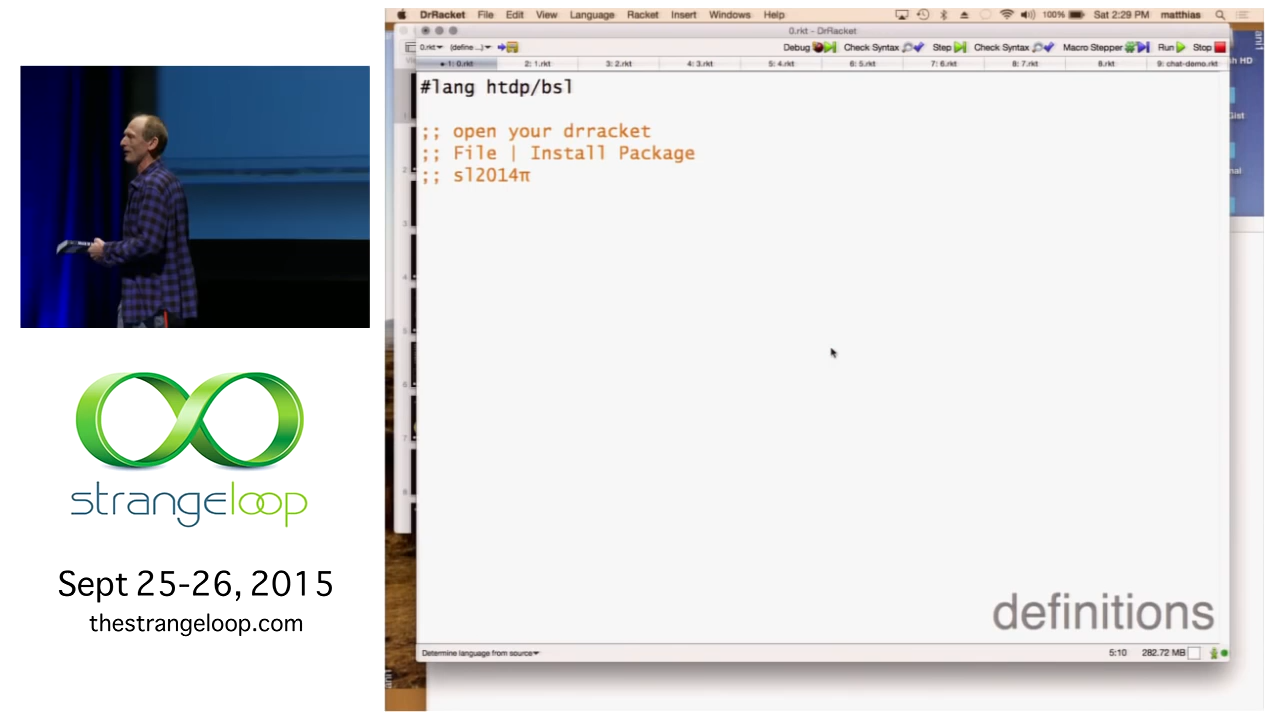 DrRacket File Edit View Language Racket Insert Windows Help 100% Sat 2:29 PM matthias
0.rkt - DrRacket
0.rkt (define ...) Debug Check Syntax Step Check Syntax Macro Stepper Run Stop
1: 0.rkt 2: 1.rkt 3: 2.rkt 4: 3.rkt 5: 4.rkt 6: 5.rkt 7: 6.rkt 8: 7.rkt 8.rkt 9: chat-demo.rkt
#lang htdp/bsl
;; open your drracket
;; File | Install Package
;; sl2014π
definitions
Determine language from source 5:10 282.72 MB
strangeloop
Sept 25-26, 2015
thestrangeloop.com